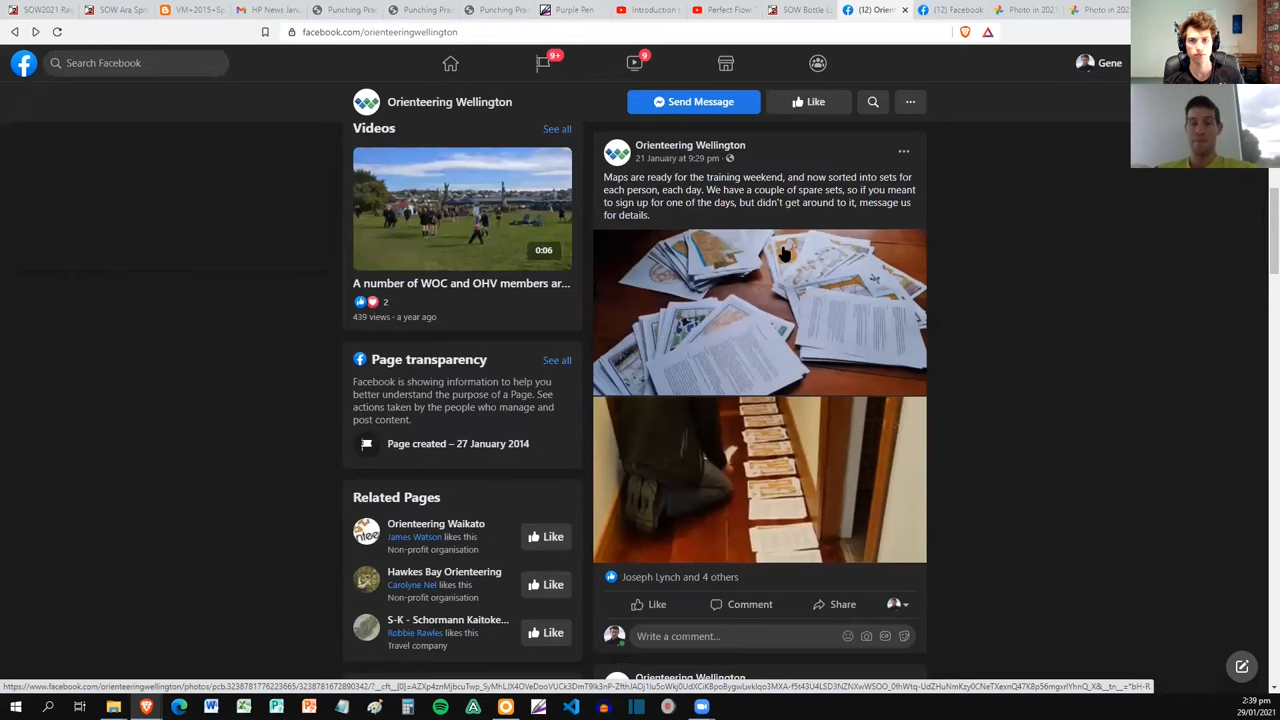 SOW2021 Rac
SOW Ara Spr
VM+2015+S
HP News Janu
Punching Pra
Punching Pra
Punching Pra
Purple Pen
Introduction t
Perfect Flow:
SOW Bottle L
(12) Orien
(12) Facebook
Photo in 2021
Photo in 202
facebook.com/orienteeringwellington
Search Facebook
9+
9
Gene
Orienteering Wellington
Send Message
Like
Videos
See all
0:06
A number of WOC and OHV members ar...
2
439 views · a year ago
Page transparency
See all
Facebook is showing information to help you
better understand the purpose of a Page. See
actions taken by the people who manage and
post content.
Page created – 27 January 2014
Related Pages
Orienteering Waikato
James Watson likes this
Non-profit organisation
Like
Hawkes Bay Orienteering
Carolyne Nel likes this
Non-profit organisation
Like
S-K - Schormann Kaitoke...
Robbie Rawles likes this
Travel company
Like
Orienteering Wellington
21 January at 9:29 pm
Maps are ready for the training weekend, and now sorted into sets for
each person, each day. We have a couple of spare sets, so if you meant
to sign up for one of the days, but didn't get around to it, message us
for details.
Joseph Lynch and 4 others
Like
Comment
Share
Write a comment...
Orienteering Wellington
2:39 pm
29/01/2021